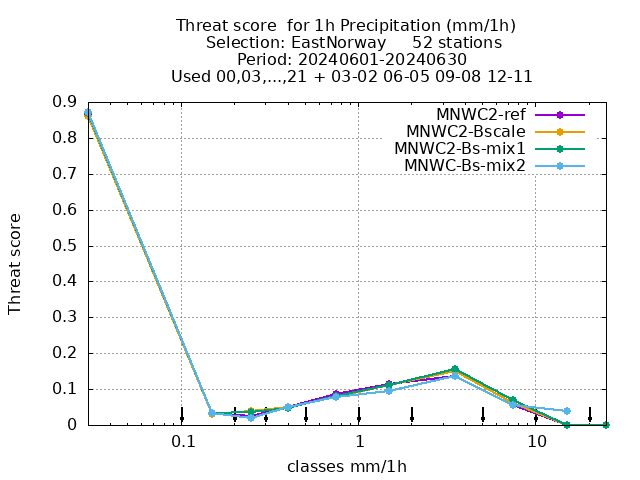 Threat score  for 1h Precipitation (mm/1h)
Selection: EastNorway     52 stations
Period: 20240601-20240630
Used 00,03,...,21 + 03-02 06-05 09-08 12-11
MNWC2-ref
MNWC2-Bscale
MNWC2-Bs-mix1
MNWC-Bs-mix2
Threat score
0.9
0.8
0.7
0.6
0.5
0.4
0.3
0.2
0.1
0
0.1 1 10
classes mm/1h